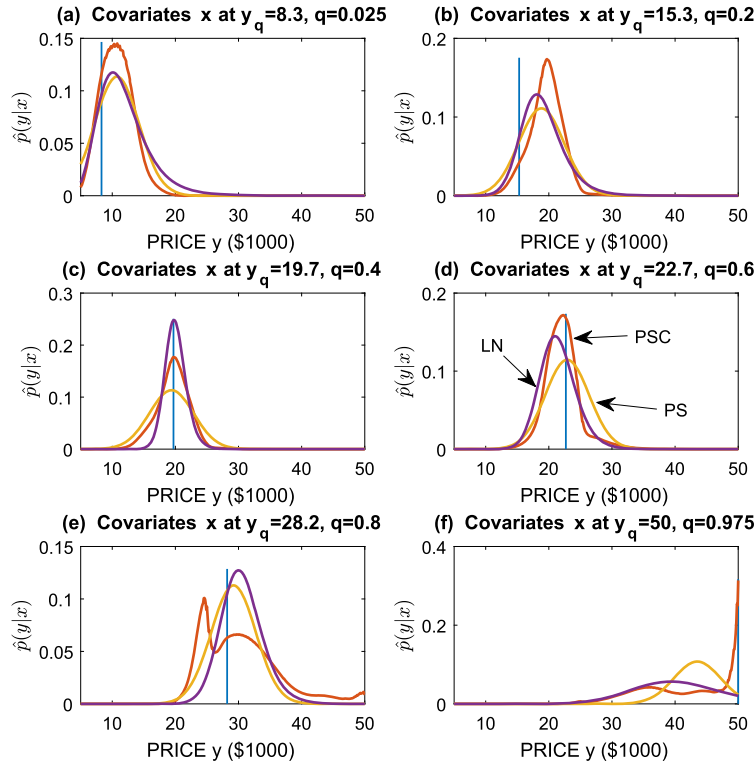 (a) Covariates x at yq=8.3, q=0.025
0.15
0.1
0.05
0
p̂(y|x)
10 20 30 40 50
PRICE y ($1000)
(b) Covariates x at yq=15.3, q=0.2
0.2
0.1
0
p̂(y|x)
10 20 30 40 50
PRICE y ($1000)
(c) Covariates x at yq=19.7, q=0.4
0.3
0.2
0.1
0
p̂(y|x)
10 20 30 40 50
PRICE y ($1000)
(d) Covariates x at yq=22.7, q=0.6
0.2
0.1
0
p̂(y|x)
LN
PSC
PS
10 20 30 40 50
PRICE y ($1000)
(e) Covariates x at yq=28.2, q=0.8
0.15
0.1
0.05
0
p̂(y|x)
10 20 30 40 50
PRICE y ($1000)
(f) Covariates x at yq=50, q=0.975
0.4
0.2
0
p̂(y|x)
10 20 30 40 50
PRICE y ($1000)